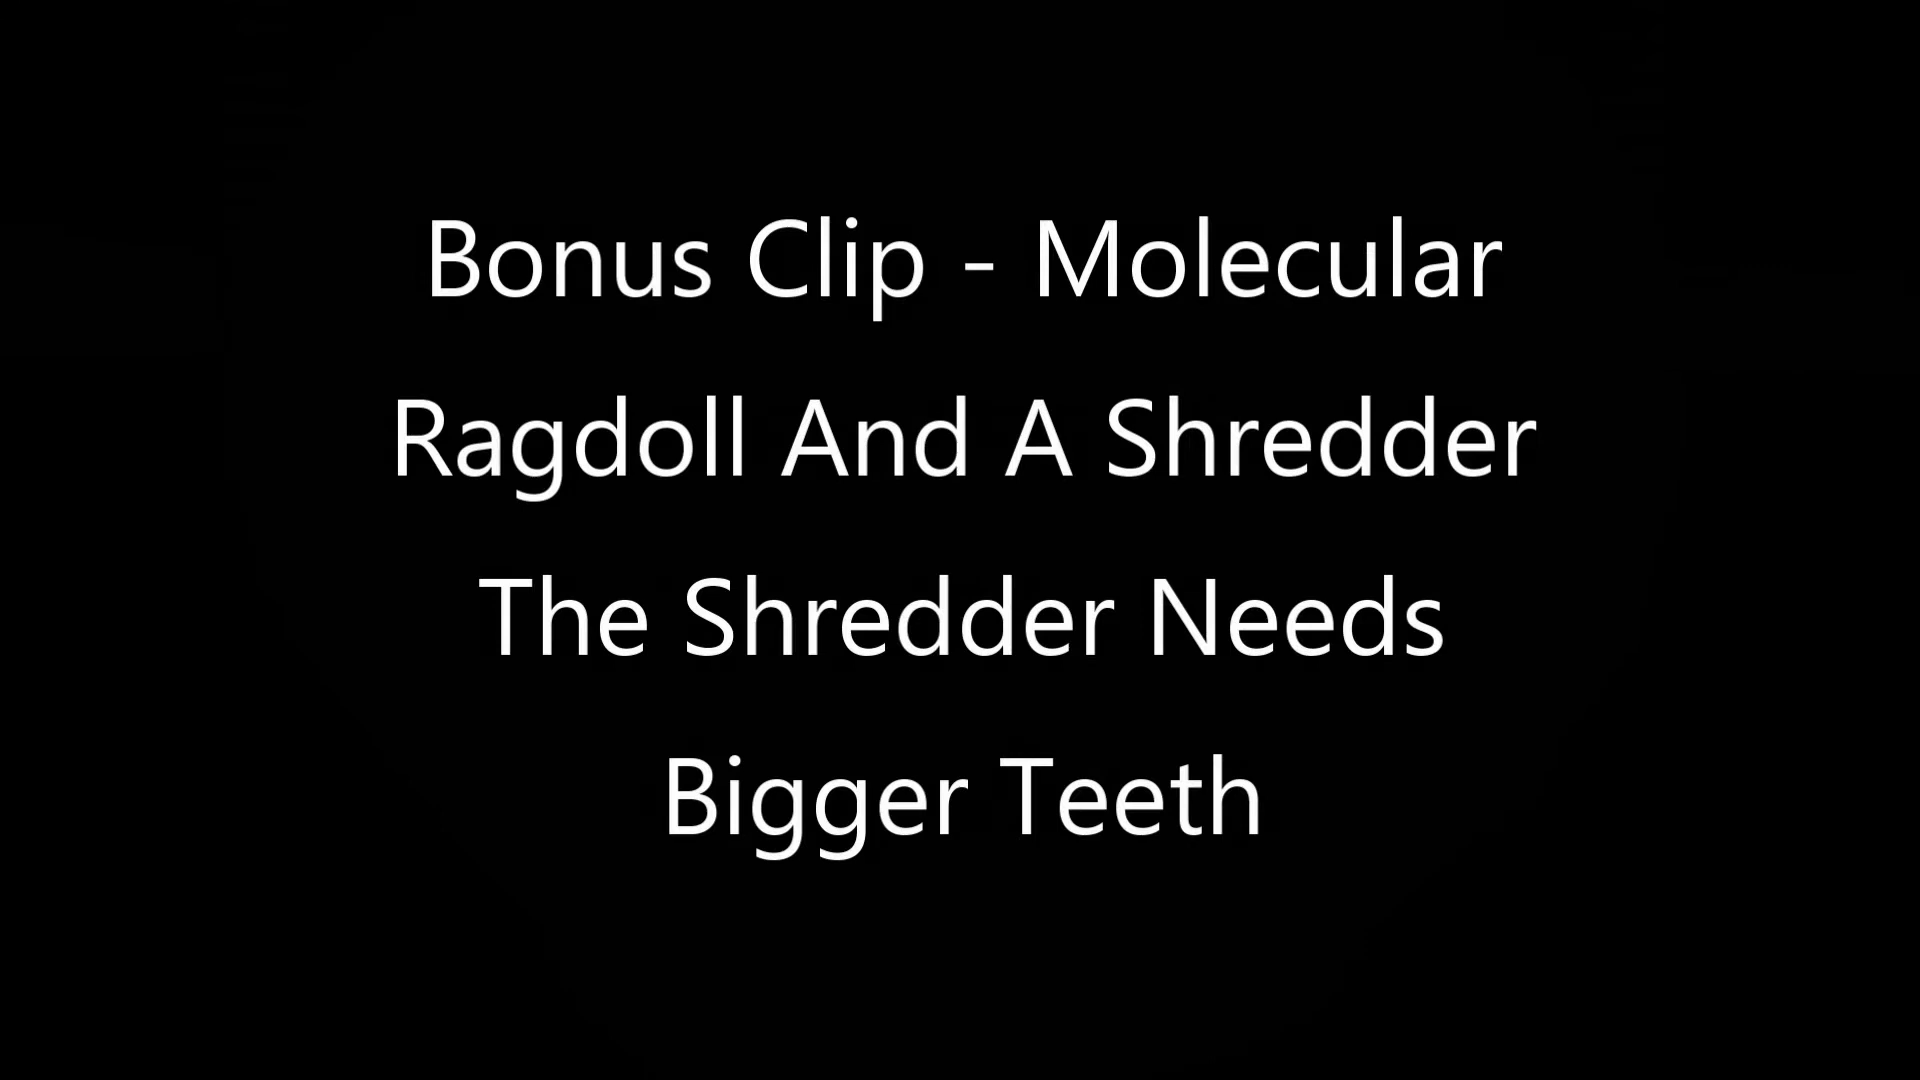 Bonus Clip - Molecular
Ragdoll And A Shredder
The Shredder Needs
Bigger Teeth